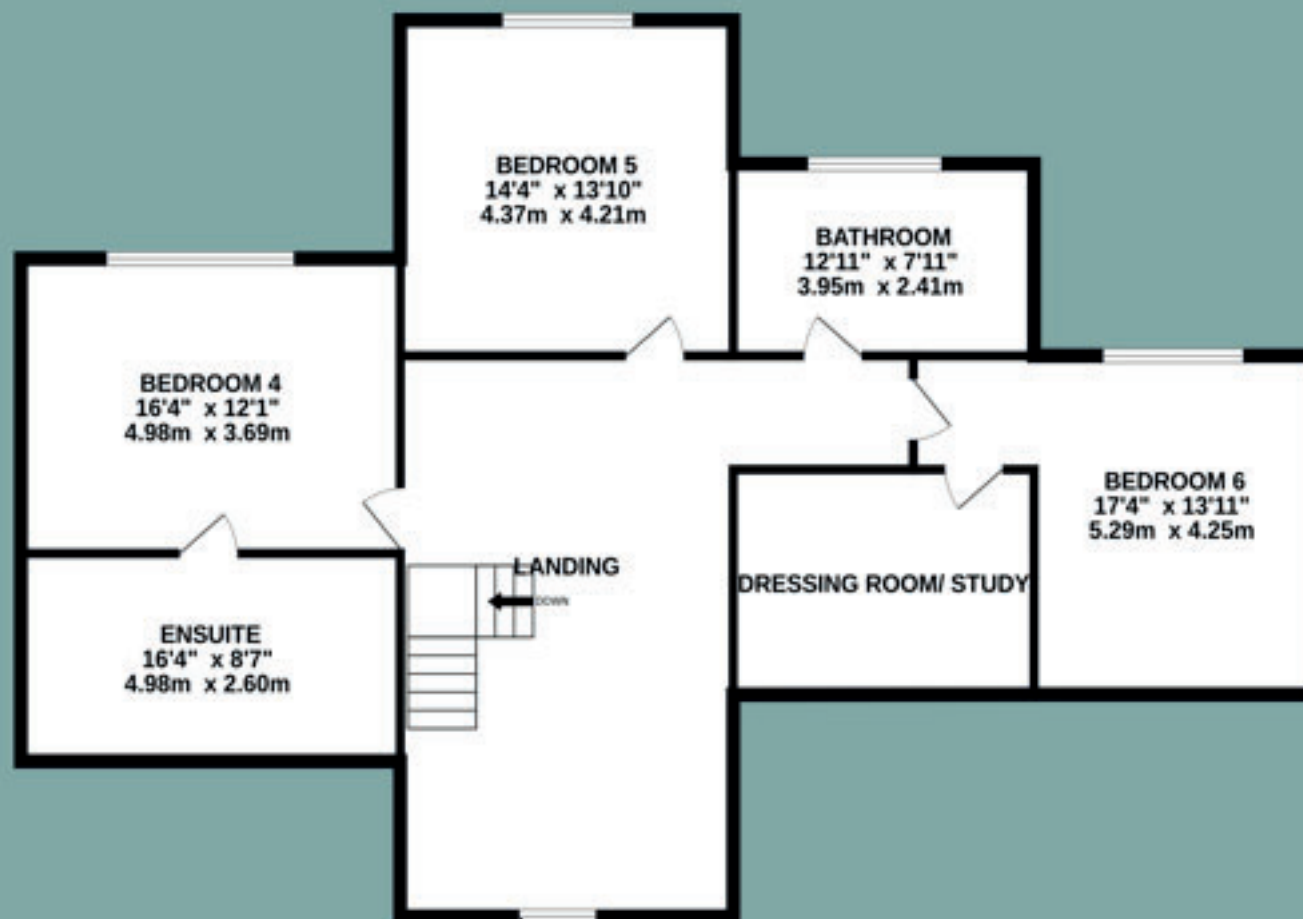 BEDROOM 5
14'4" x 13'10"
4.37m x 4.21m
BATHROOM
12'11" x 7'11"
3.95m x 2.41m
BEDROOM 4
16'4" x 12'1"
4.98m x 3.69m
BEDROOM 6
17'4" x 13'11"
5.29m x 4.25m
LANDING
DOWN
DRESSING ROOM/ STUDY
ENSUITE
16'4" x 8'7"
4.98m x 2.60m